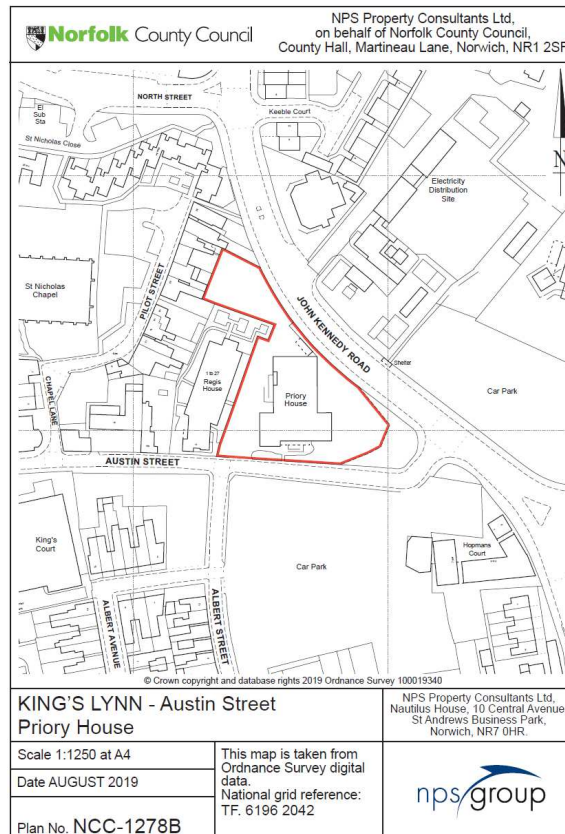 Norfolk County Council
NPS Property Consultants Ltd,
on behalf of Norfolk County Council,
County Hall, Martineau Lane, Norwich, NR1 2SF
NORTH STREET
El
Sub
Sta
St Nicholas Close
Keeble Court
Electricity
Distribution
Site
N
St Nicholas
Chapel
PILOT STREET
JOHN KENNEDY ROAD
Shelter
1 to 27
Regis
House
Priory
House
Car Park
CHAPEL LANE
AUSTIN STREET
King's
Court
Car Park
Hopmans
Court
ALBERT AVENUE
ALBERT STREET
© Crown copyright and database rights 2019 Ordnance Survey 100019340
KING'S LYNN - Austin Street
Priory House
NPS Property Consultants Ltd,
Nautilus House, 10 Central Avenue
St Andrews Business Park,
Norwich, NR7 0HR.
Scale 1:1250 at A4
Date AUGUST 2019
Plan No. NCC-1278B
This map is taken from
Ordnance Survey digital
data.
National grid reference:
TF. 6196 2042
nps group